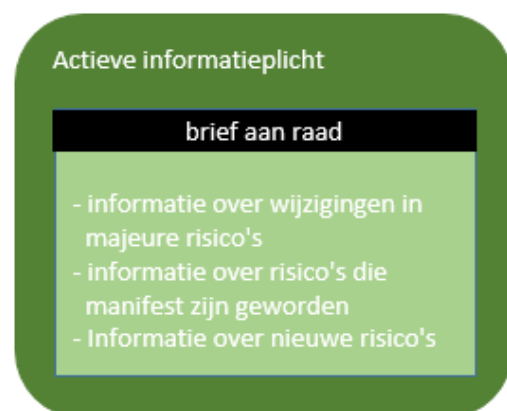 Actieve informatieplicht
brief aan raad
- informatie over wijzigingen in
majeure risico's
- informatie over risico's die
manifest zijn geworden
- Informatie over nieuwe risico's